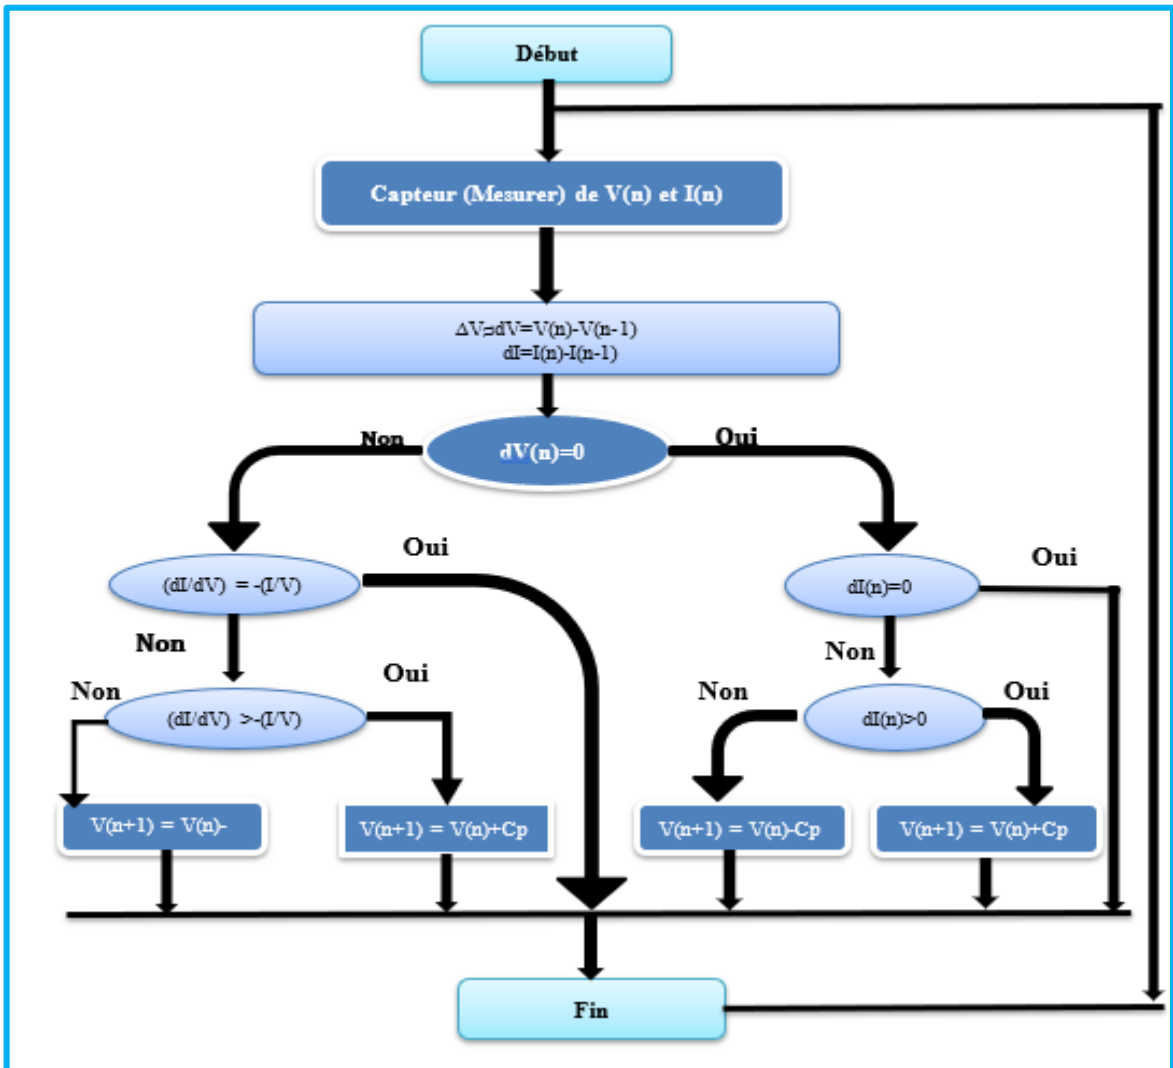 Début
Capteur (Mesurer) de V(n) et I(n)
ΔV⊐dV=V(n)-V(n-1)
dI=I(n)-I(n-1)
dV(n)=0
Non
Oui
(dI/dV) = -(I/V)
Oui
dI(n)=0
Oui
Non
Non
(dI/dV) >-(I/V)
Non
Oui
dI(n)>0
Non
Oui
V(n+1) = V(n)-
V(n+1) = V(n)+Cp
V(n+1) = V(n)-Cp
V(n+1) = V(n)+Cp
Fin